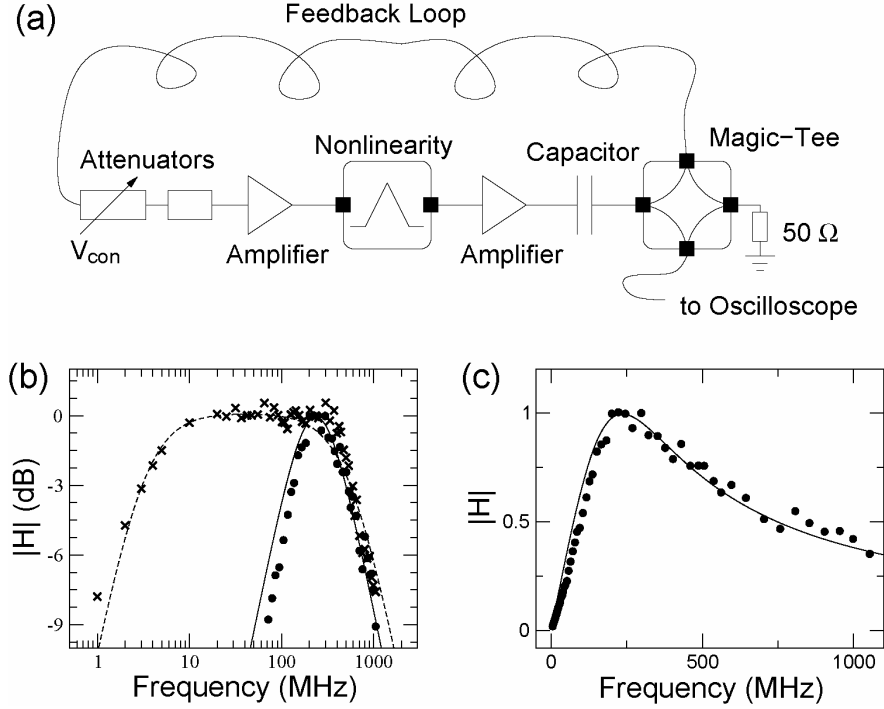 (a)
Feedback Loop
Attenuators
Nonlinearity
Capacitor
Magic−Tee
Vcon
Amplifier
Amplifier
50 Ω
to Oscilloscope
(b)
|H| (dB)
0
-3
-6
-9
1
10
100
1000
Frequency (MHz)
(c)
|H|
1
0.5
0
0
500
1000
Frequency (MHz)